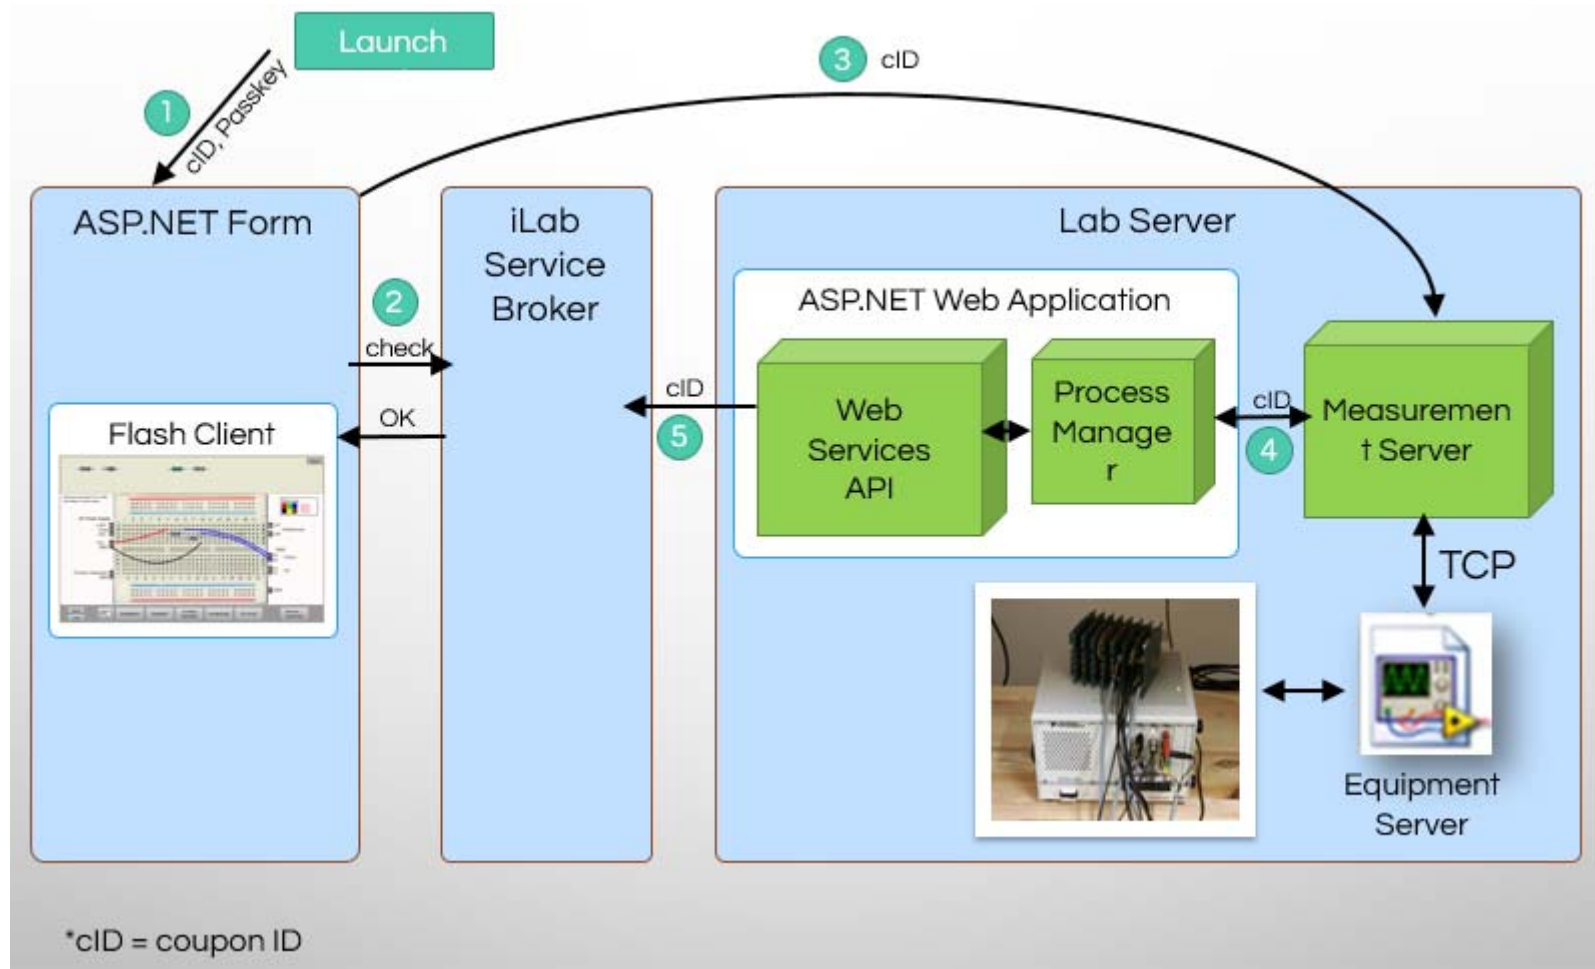 Launch
1
cID, Passkey
3
cID
ASP.NET Form
iLab
Service
Broker
Lab Server
2
check
OK
Flash Client
ASP.NET Web Application
cID
5
Web
Services
API
Process
Manage
r
cID
4
Measuremen
t Server
TCP
Equipment
Server
*cID = coupon ID